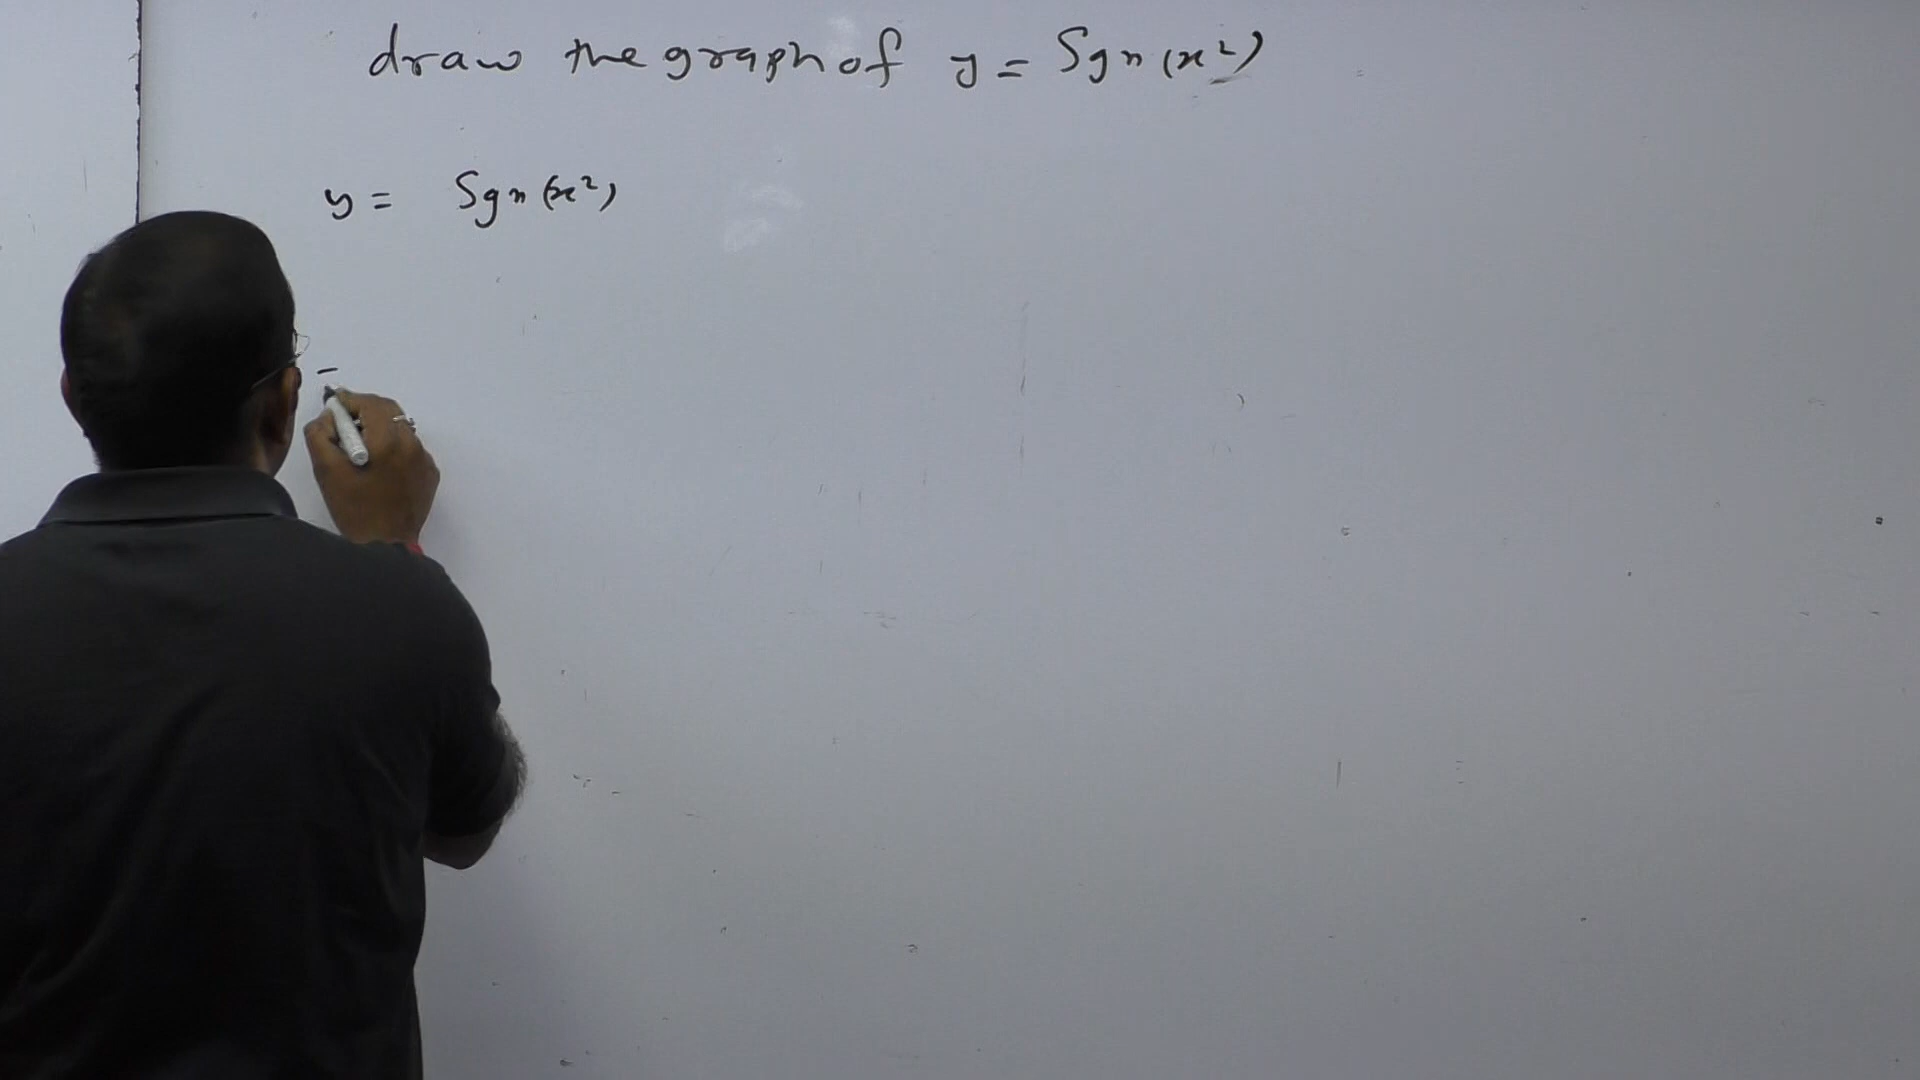 draw the graph of y = Sgn(x²)
y = Sgn(x²)